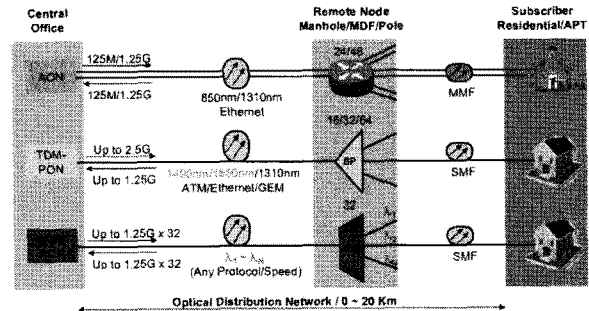 Central
Office
Remote Node
Manhole/MDF/Pole
Subscriber
Residential/APT
125M/1.25G
24/48
AON
125M/1.25G
850nm/1310nm
Ethernet
MMF
16/32/64
Up to 2.5G
TDM-
PON
SP
Up to 1.25G
1490nm/1550nm/1310nm
ATM/Ethernet/GEM
SMF
32
Up to 1.25G x 32
λ1
Up to 1.25G x 32
λ1 ~ λN
(Any Protocol/Speed)
SMF
Optical Distribution Network / 0 ~ 20 Km